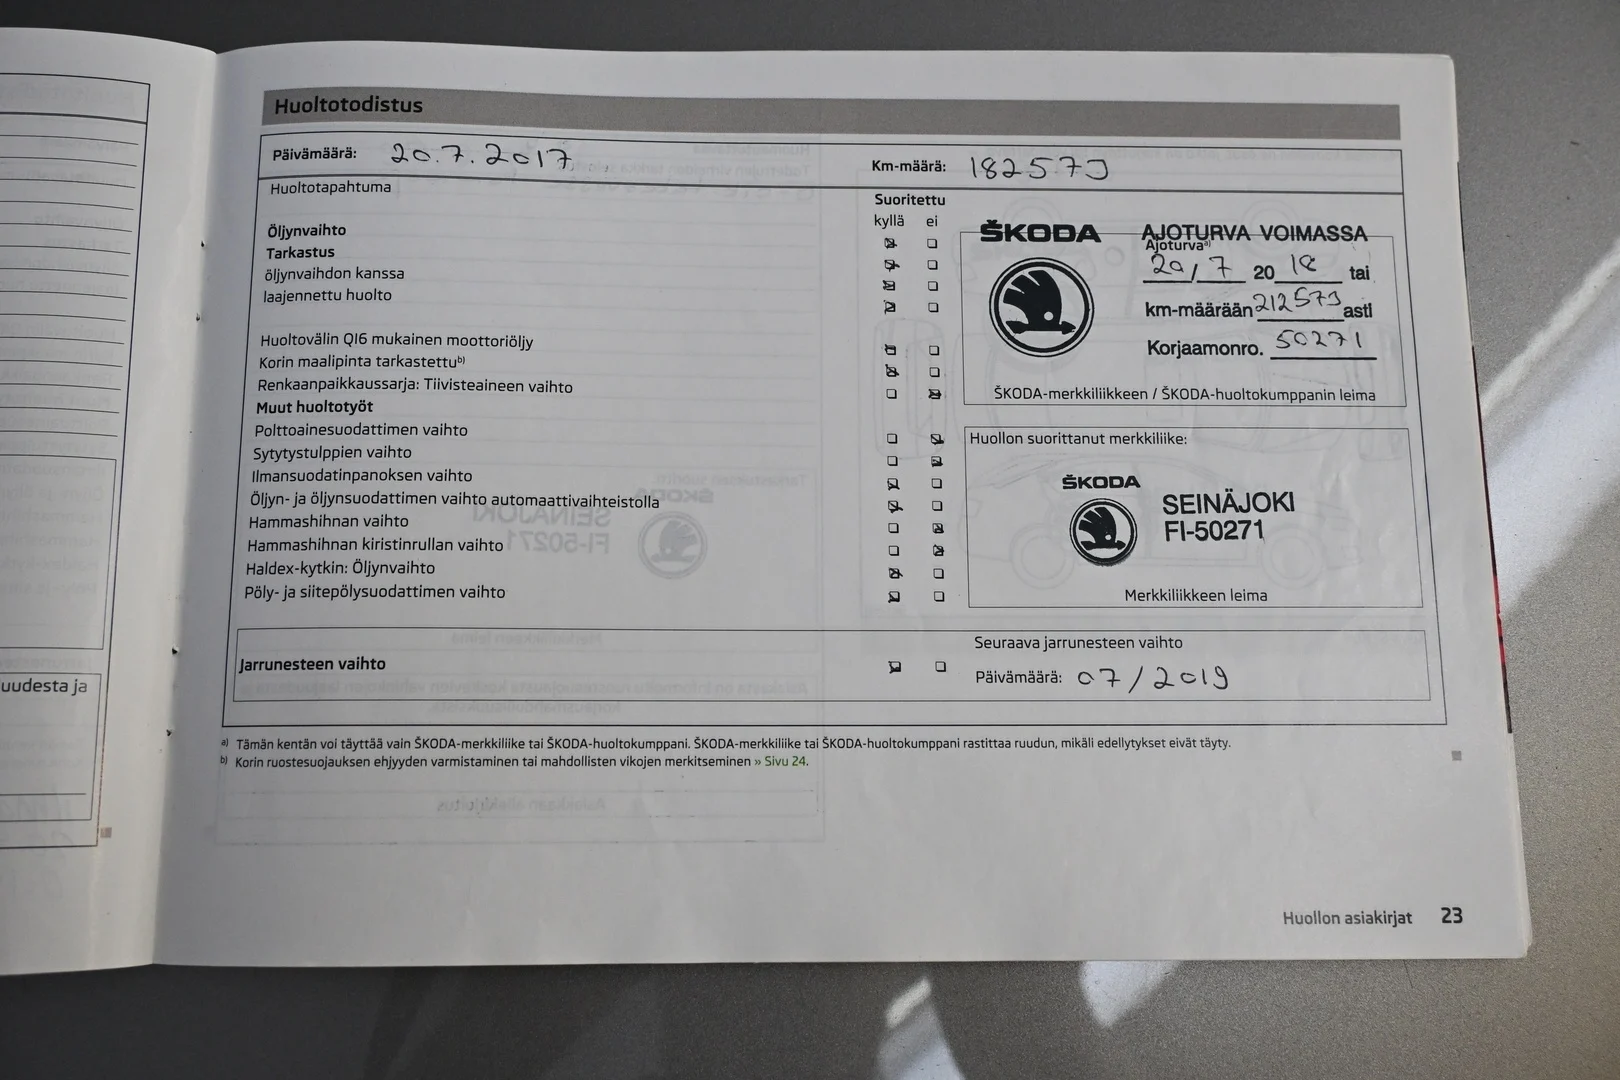 Huoltotodistus
Päivämäärä: 20.7.2017
Km-määrä: 182573
Huoltotapahtuma
Suoritettu
kyllä ei
Öljynvaihto
Tarkastus
öljynvaihdon kanssa
laajennettu huolto
Huoltovälin QI6 mukainen moottoriöljy
Korin maalipinta tarkastettu b)
Renkaanpaikkaussarja: Tiivisteaineen vaihto
Muut huoltotyöt
Polttoainesuodattimen vaihto
Sytytystulppien vaihto
Ilmansuodatinpanoksen vaihto
Öljyn- ja öljynsuodattimen vaihto automaattivaihteistolla
Hammashihnan vaihto
Hammashihnan kiristinrullan vaihto
Haldex-kytkin: Öljynvaihto
Pöly- ja siitepölysuodattimen vaihto
ŠKODA AJOTURVA VOIMASSA
Ajoturva a)
20/7 2018 tai
km-määrään 212573 asti
Korjaamonro. 50271
ŠKODA-merkkiliikkeen / ŠKODA-huoltokumppanin leima
Huollon suorittanut merkkiliike:
ŠKODA
SEINÄJOKI
FI-50271
Merkkiliikkeen leima
Jarrunesteen vaihto
Seuraava jarrunesteen vaihto
Päivämäärä: 07/2019
a) Tämän kentän voi täyttää vain ŠKODA-merkkiliike tai ŠKODA-huoltokumppani. ŠKODA-merkkiliike tai ŠKODA-huoltokumppani rastittaa ruudun, mikäli edellytykset eivät täyty.
b) Korin ruostesuojauksen ehjyyden varmistaminen tai mahdollisten vikojen merkitseminen » Sivu 24.
Huollon asiakirjat 23
uudesta ja